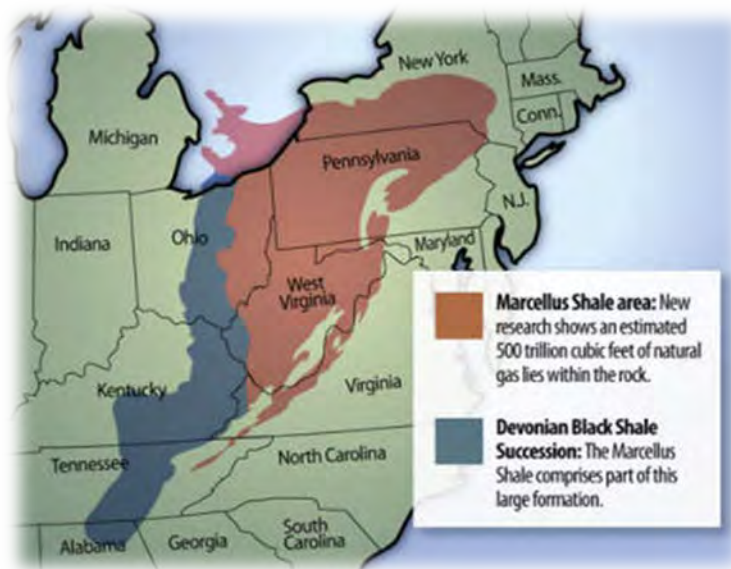 New York
Mass.
Michigan
Conn.
Pennsylvania
N.J.
Indiana
Ohio
Maryland
West
Virginia
Marcellus Shale area: New
research shows an estimated
500 trillion cubic feet of natural
gas lies within the rock.
Kentucky
Virginia
Devonian Black Shale
Succession: The Marcellus
Shale comprises part of this
large formation.
Tennessee
North Carolina
Alabama
Georgia
South
Carolina